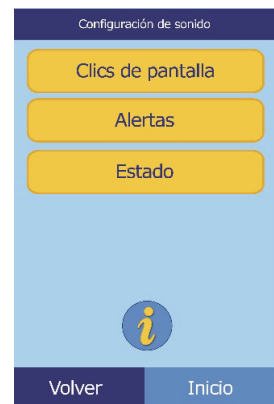 Configuración de sonido
Clics de pantalla
Alertas
Estado
i
Volver Inicio